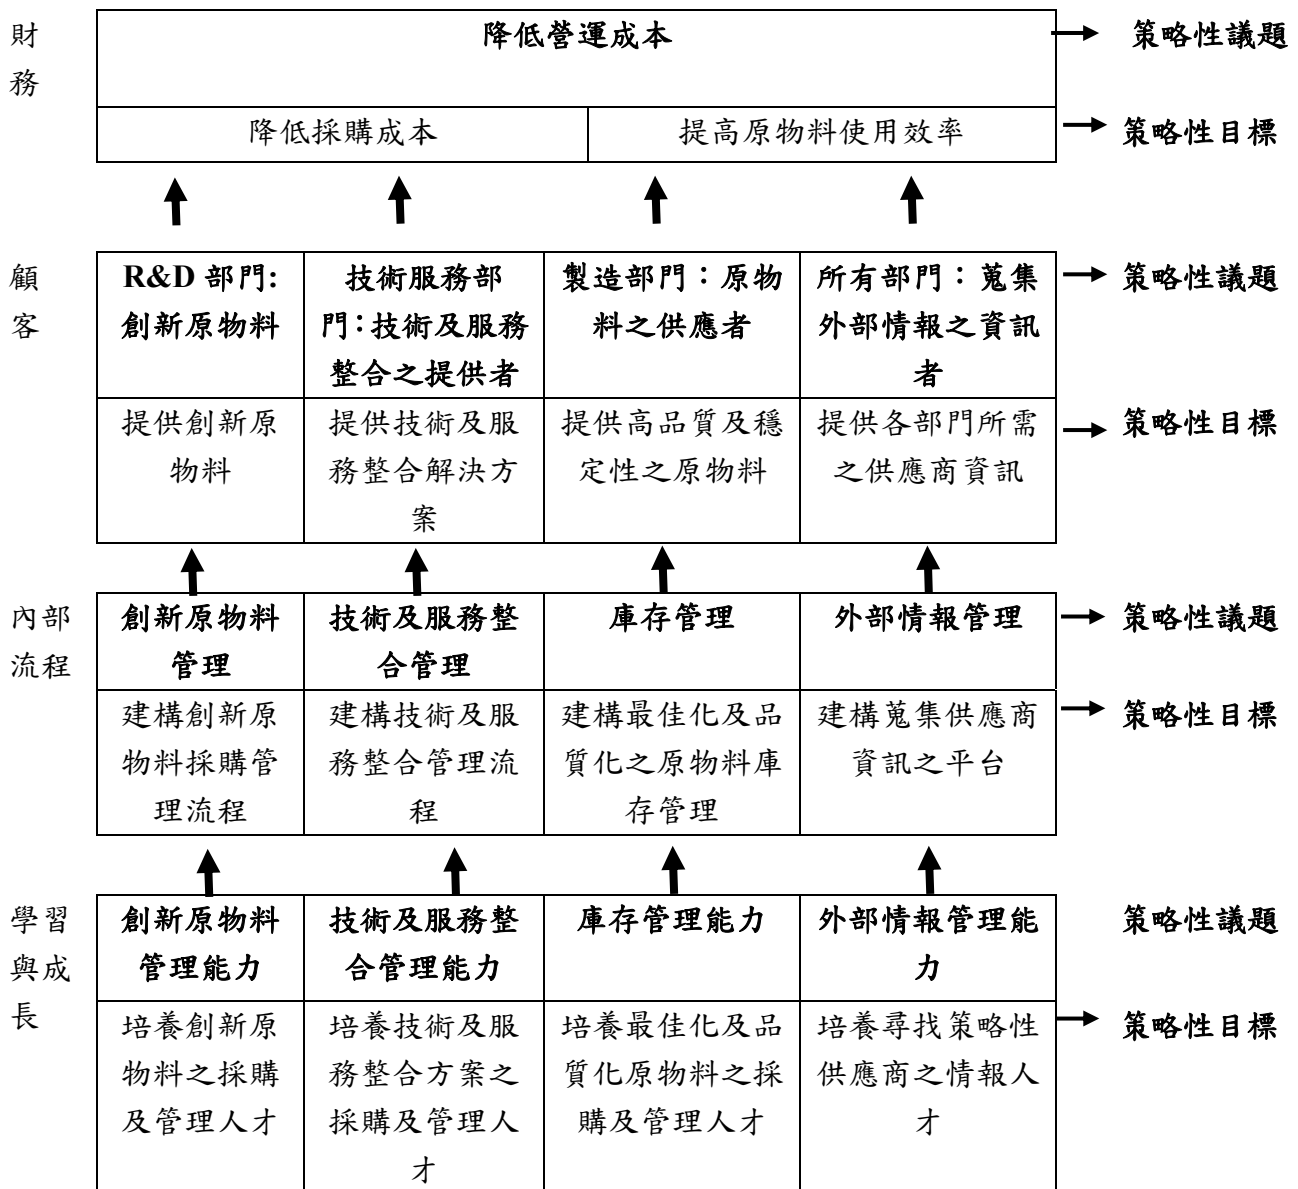 財務
降低營運成本
策略性議題
降低採購成本
提高原物料使用效率
策略性目標
顧客
R&D 部門:
創新原物料
技術服務部
門：技術及服務
整合之提供者
製造部門：原物
料之供應者
所有部門：蒐集
外部情報之資訊
者
策略性議題
提供創新原
物料
提供技術及服
務整合解決方
案
提供高品質及穩
定性之原物料
提供各部門所需
之供應商資訊
策略性目標
內部
流程
創新原物料
管理
技術及服務整
合管理
庫存管理
外部情報管理
策略性議題
建構創新原
物料採購管
理流程
建構技術及服
務整合管理流
程
建構最佳化及品
質化之原物料庫
存管理
建構蒐集供應商
資訊之平台
策略性目標
學習
與成
長
創新原物料
管理能力
技術及服務整
合管理能力
庫存管理能力
外部情報管理能
力
策略性議題
培養創新原
物料之採購
及管理人才
培養技術及服
務整合方案之
採購及管理人
才
培養最佳化及品
質化原物料之採
購及管理人才
培養尋找策略性
供應商之情報人
才
策略性目標